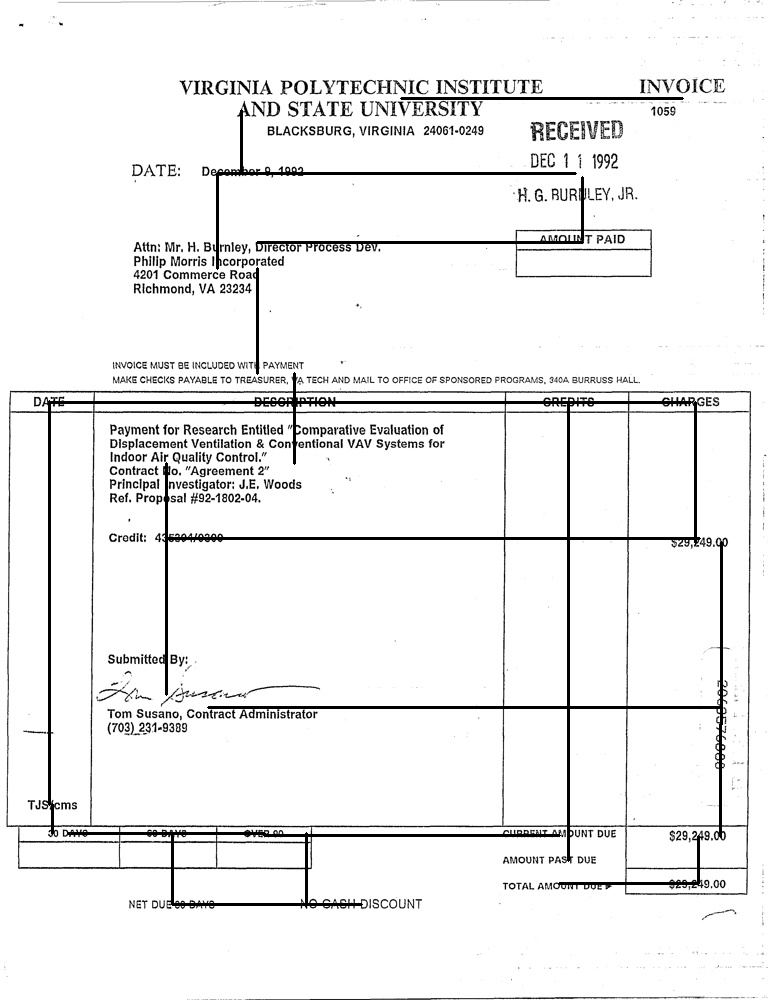 VIRGINIA POLYTECHNIC INSTITUTE INVOICE
AND STATE UNIVERSITY 1059
BLACKSBURG, VIRGINIA 24061-0249
RECEIVED
DEC 11 1992
DATE: December 9, 1992
H. G. BURNLEY, JR.
AMOUNT PAID
Attn: Mr. H. Burnley, Director Process Dev.
Philip Morris Incorporated
4201 Commerce Road
Richmond, VA 23234
INVOICE MUST BE INCLUDED WITH PAYMENT
MAKE CHECKS PAYABLE TO TREASURER, VA TECH AND MAIL TO OFFICE OF SPONSORED PROGRAMS, 340A BURRUSS HALL.
DATE DESCRIPTION CREDITS CHARGES
Payment for Research Entitled "Comparative Evaluation of
Displacement Ventilation & Conventional VAV Systems for
Indoor Air Quality Control."
Contract No. "Agreement 2"
Principal Investigator: J.E. Woods
Ref. Proposal #92-1802-04.
Credit: $29,249.00
Submitted By:
Tom Susano
Tom Susano, Contract Administrator
(703) 231-9389
TJS/cms
30 DAYS 60 DAYS OVER 90 CURRENT AMOUNT DUE $29,249.00
AMOUNT PAST DUE
TOTAL AMOUNT DUE $29,249.00
NET DUE 30 DAYS NO CASH DISCOUNT